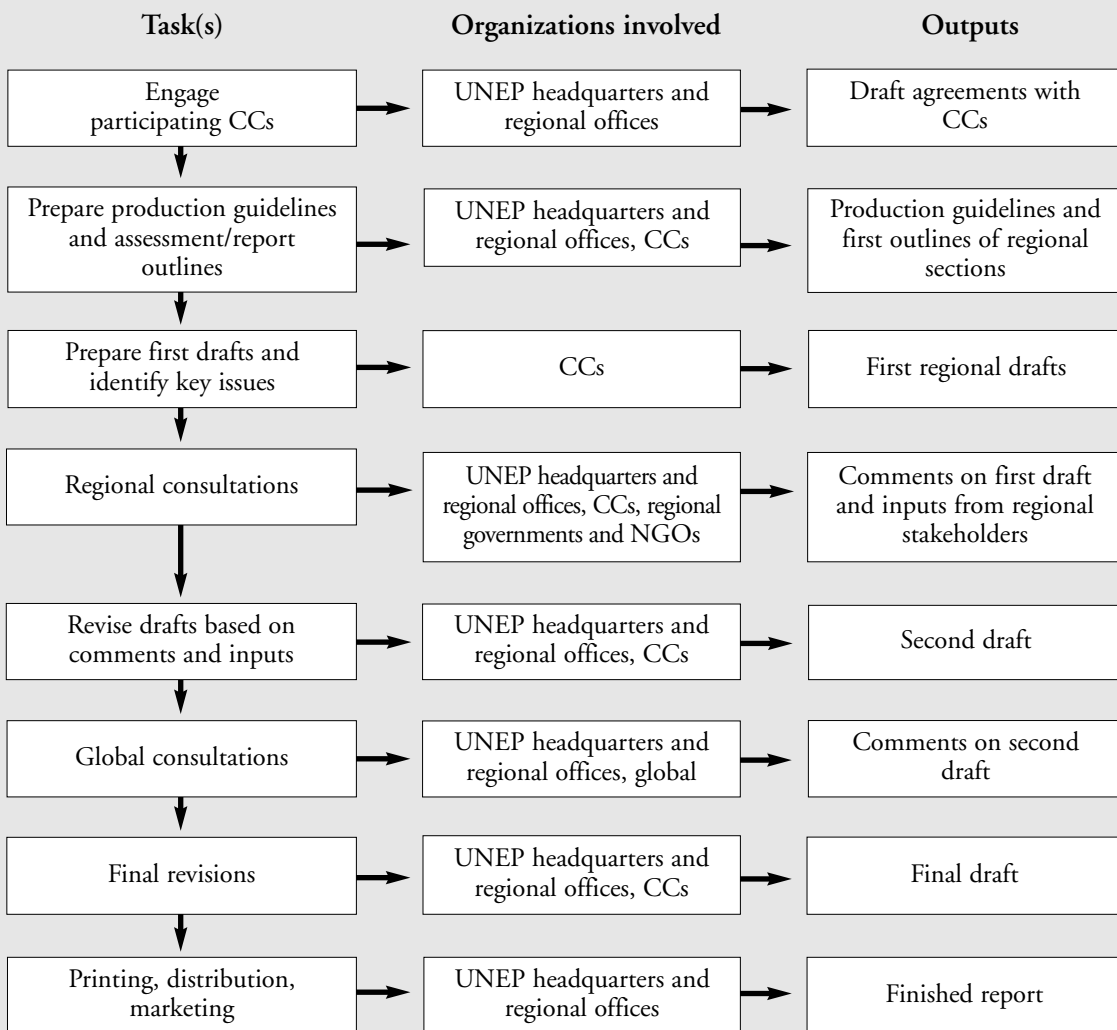 Task(s)
Organizations involved
Outputs
Engage
participating CCs
UNEP headquarters and
regional offices
Draft agreements with
CCs
Prepare production guidelines
and assessment/report
outlines
UNEP headquarters and
regional offices, CCs
Production guidelines and
first outlines of regional
sections
Prepare first drafts and
identify key issues
CCs
First regional drafts
Regional consultations
UNEP headquarters and
regional offices, CCs, regional
governments and NGOs
Comments on first draft
and inputs from regional
stakeholders
Revise drafts based on
comments and inputs
UNEP headquarters and
regional offices, CCs
Second draft
Global consultations
UNEP headquarters and
regional offices, global
Comments on second
draft
Final revisions
UNEP headquarters and
regional offices, CCs
Final draft
Printing, distribution,
marketing
UNEP headquarters and
regional offices
Finished report